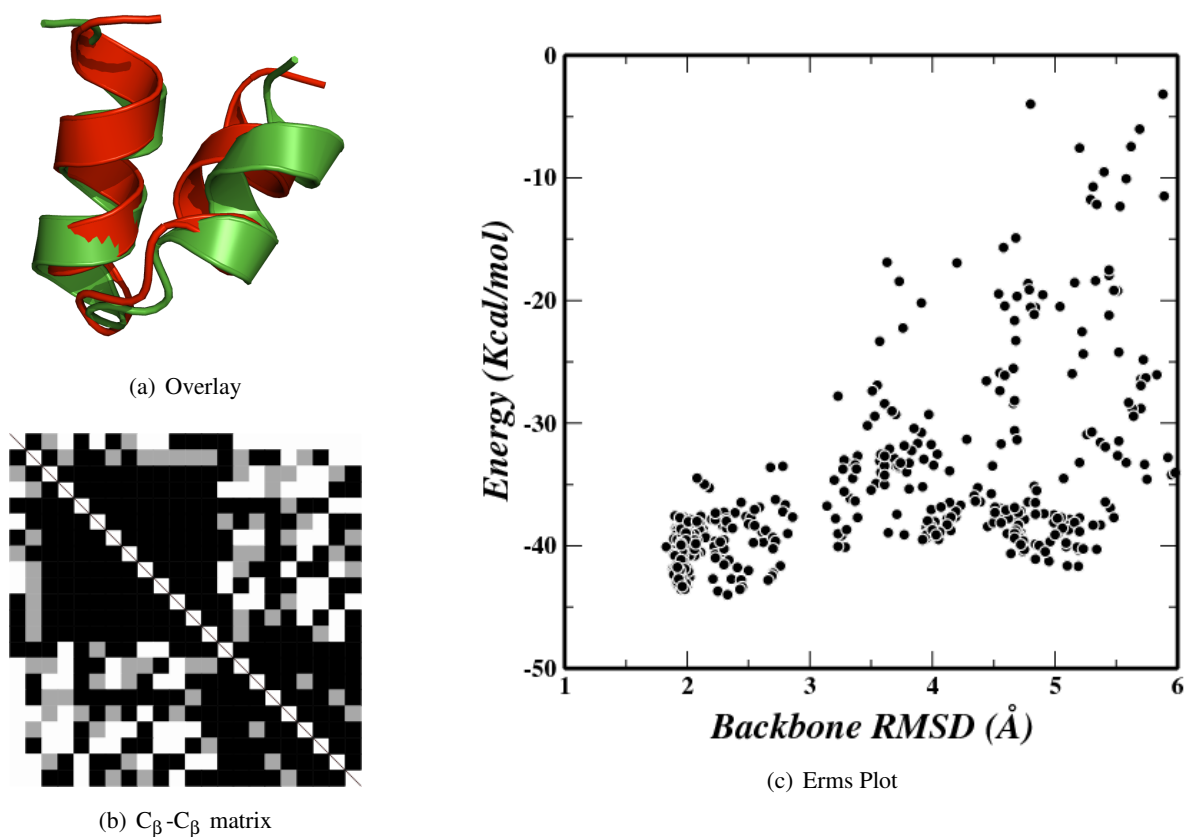 (a) Overlay
(b) Cβ-Cβ matrix
0
-10
-20
-30
-40
-50
Energy (Kcal/mol)
1 2 3 4 5 6
Backbone RMSD (Å)
(c) Erms Plot